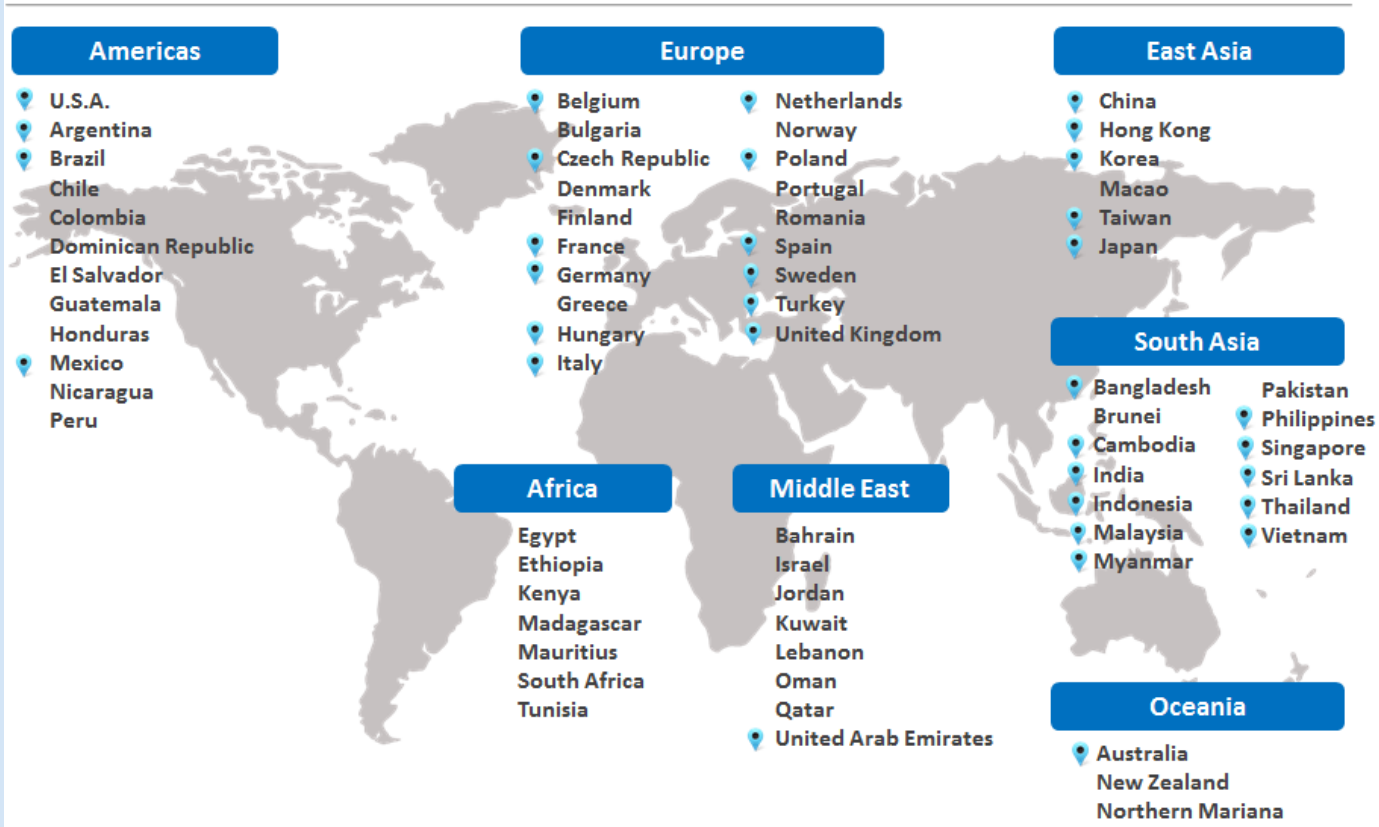 Americas
U.S.A.
Argentina
Brazil
Chile
Colombia
Dominican Republic
El Salvador
Guatemala
Honduras
Mexico
Nicaragua
Peru
Europe
Belgium
Bulgaria
Czech Republic
Denmark
Finland
France
Germany
Greece
Hungary
Italy
Netherlands
Norway
Poland
Portugal
Romania
Spain
Sweden
Turkey
United Kingdom
East Asia
China
Hong Kong
Korea
Macao
Taiwan
Japan
South Asia
Bangladesh
Brunei
Cambodia
India
Indonesia
Malaysia
Myanmar
Pakistan
Philippines
Singapore
Sri Lanka
Thailand
Vietnam
Africa
Egypt
Ethiopia
Kenya
Madagascar
Mauritius
South Africa
Tunisia
Middle East
Bahrain
Israel
Jordan
Kuwait
Lebanon
Oman
Qatar
United Arab Emirates
Oceania
Australia
New Zealand
Northern Mariana